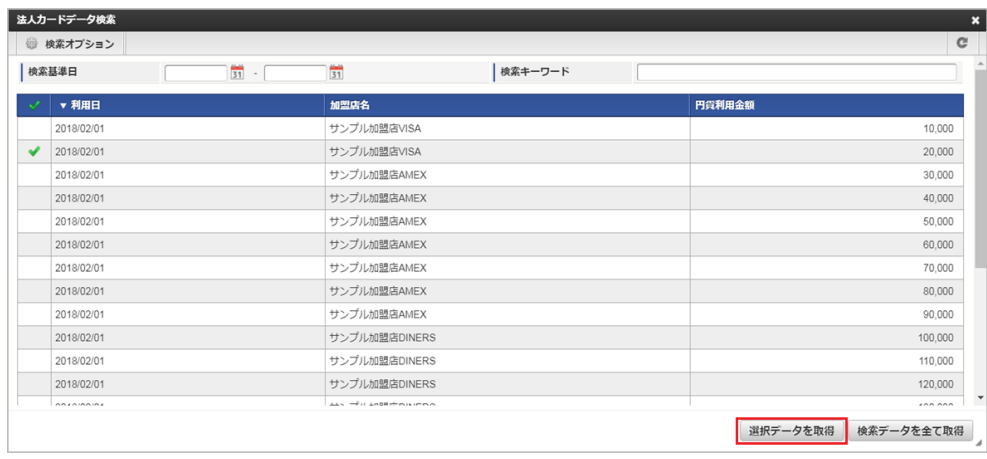 法人カードデータ検索
検索オプション
検索基準日 31 - 31 検索キーワード
▼ 利用日 加盟店名 円貨利用金額
2018/02/01 サンプル加盟店VISA 10,000
2018/02/01 サンプル加盟店VISA 20,000
2018/02/01 サンプル加盟店AMEX 30,000
2018/02/01 サンプル加盟店AMEX 40,000
2018/02/01 サンプル加盟店AMEX 50,000
2018/02/01 サンプル加盟店AMEX 60,000
2018/02/01 サンプル加盟店AMEX 70,000
2018/02/01 サンプル加盟店AMEX 80,000
2018/02/01 サンプル加盟店AMEX 90,000
2018/02/01 サンプル加盟店DINERS 100,000
2018/02/01 サンプル加盟店DINERS 110,000
2018/02/01 サンプル加盟店DINERS 120,000
選択データを取得 検索データを全て取得